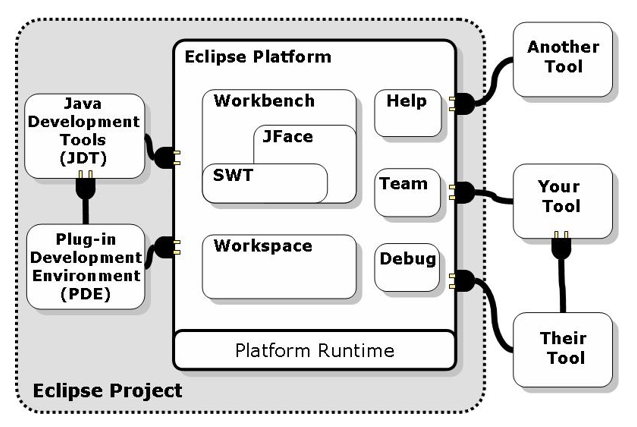 Eclipse Platform
Another
Tool
Java
Development
Tools
(JDT)
Workbench
JFace
SWT
Help
Team
Your
Tool
Plug-in
Development
Environment
(PDE)
Workspace
Debug
Their
Tool
Platform Runtime
Eclipse Project